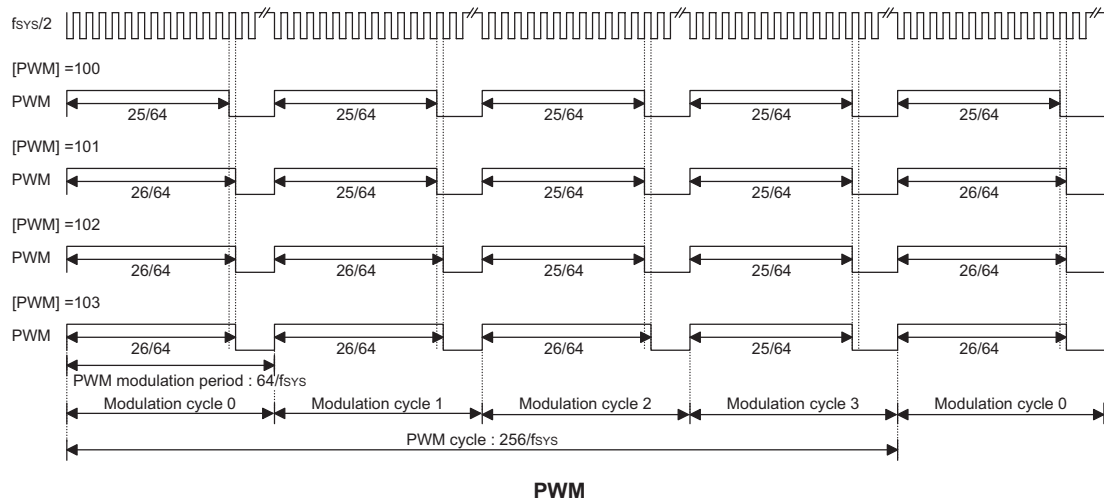 fSYS/2
[PWM] =100
PWM
25/64 25/64 25/64 25/64 25/64
[PWM] =101
PWM
26/64 25/64 25/64 25/64 26/64
[PWM] =102
PWM
26/64 26/64 25/64 25/64 26/64
[PWM] =103
PWM
26/64 26/64 26/64 25/64 26/64
PWM modulation period : 64/fSYS
Modulation cycle 0 Modulation cycle 1 Modulation cycle 2 Modulation cycle 3 Modulation cycle 0
PWM cycle : 256/fSYS
PWM